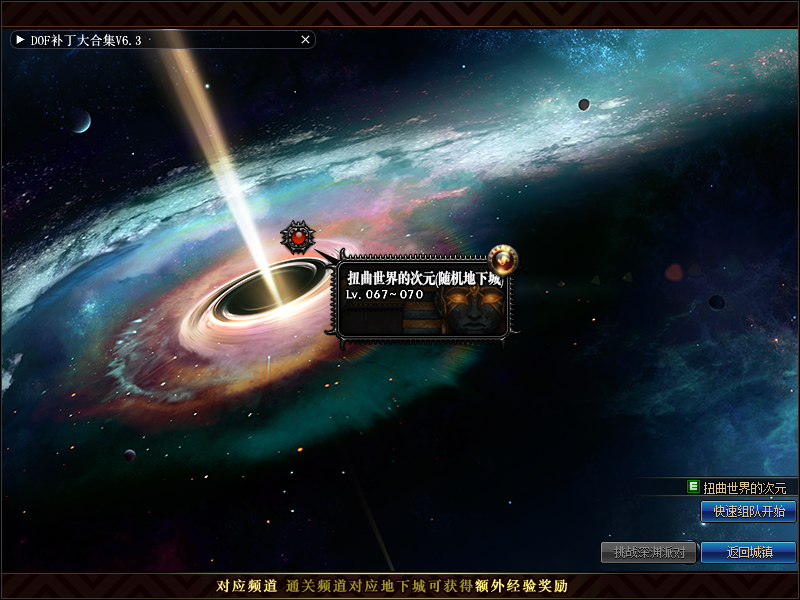 ▶ DOF补丁大合集V6.3
扭曲世界的次元(随机地下城)
Lv. 067~070
E 扭曲世界的次元
快速组队开始
挑战深渊派对 返回城镇
对应频道 通关频道对应地下城可获得额外经验奖励